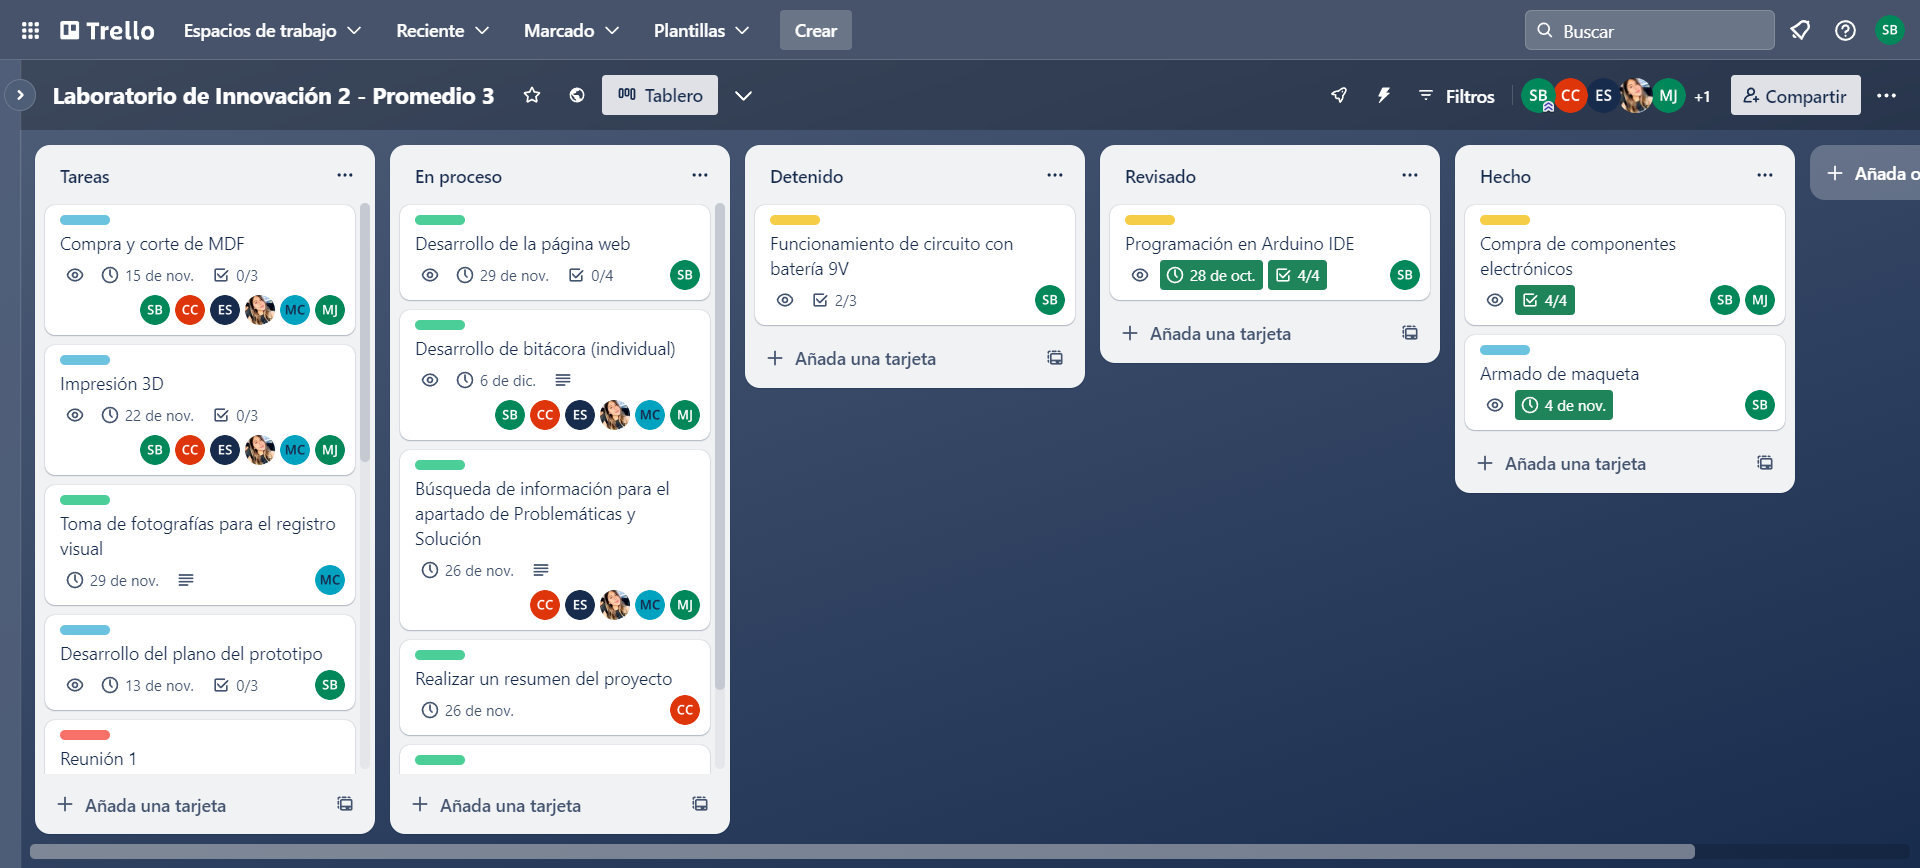 Trello
Espacios de trabajo
Reciente
Marcado
Plantillas
Crear
Buscar
SB
Laboratorio de Innovación 2 - Promedio 3
Tablero
Filtros
SB CC ES MJ +1
Compartir
Tareas
Compra y corte de MDF
15 de nov. 0/3
SB CC ES MC MJ
Impresión 3D
22 de nov. 0/3
SB CC ES MC MJ
Toma de fotografías para el registro
visual
29 de nov. MC
Desarrollo del plano del prototipo
13 de nov. 0/3 SB
Reunión 1
+ Añada una tarjeta
En proceso
Desarrollo de la página web
29 de nov. 0/4 SB
Desarrollo de bitácora (individual)
6 de dic.
SB CC ES MC MJ
Búsqueda de información para el
apartado de Problemáticas y
Solución
26 de nov.
CC ES MC MJ
Realizar un resumen del proyecto
26 de nov. CC
+ Añada una tarjeta
Detenido
Funcionamiento de circuito con
batería 9V
2/3 SB
+ Añada una tarjeta
Revisado
Programación en Arduino IDE
28 de oct. 4/4 SB
+ Añada una tarjeta
Hecho
Compra de componentes
electrónicos
4/4 SB MJ
Armado de maqueta
4 de nov. SB
+ Añada una tarjeta
+ Añada o